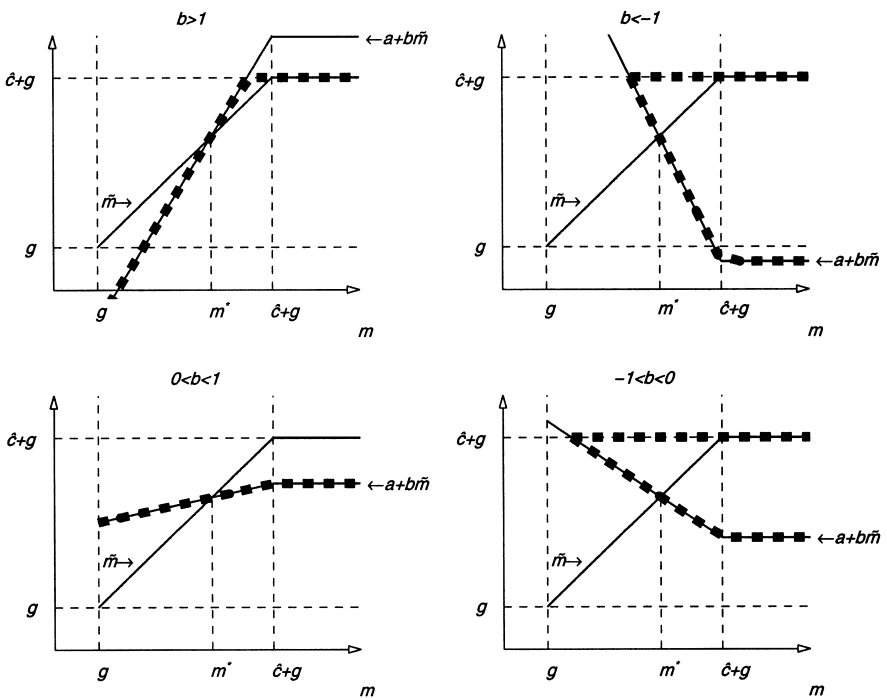 b>1
←a+bm̃
ĉ+g
m̃→
g
g m* ĉ+g
m
b<−1
ĉ+g
m̃→
g
←a+bm̃
g m* ĉ+g
m
0<b<1
ĉ+g
←a+bm̃
m̃→
g
g m* ĉ+g
m
−1<b<0
ĉ+g
←a+bm̃
m̃→
g
g m* ĉ+g
m